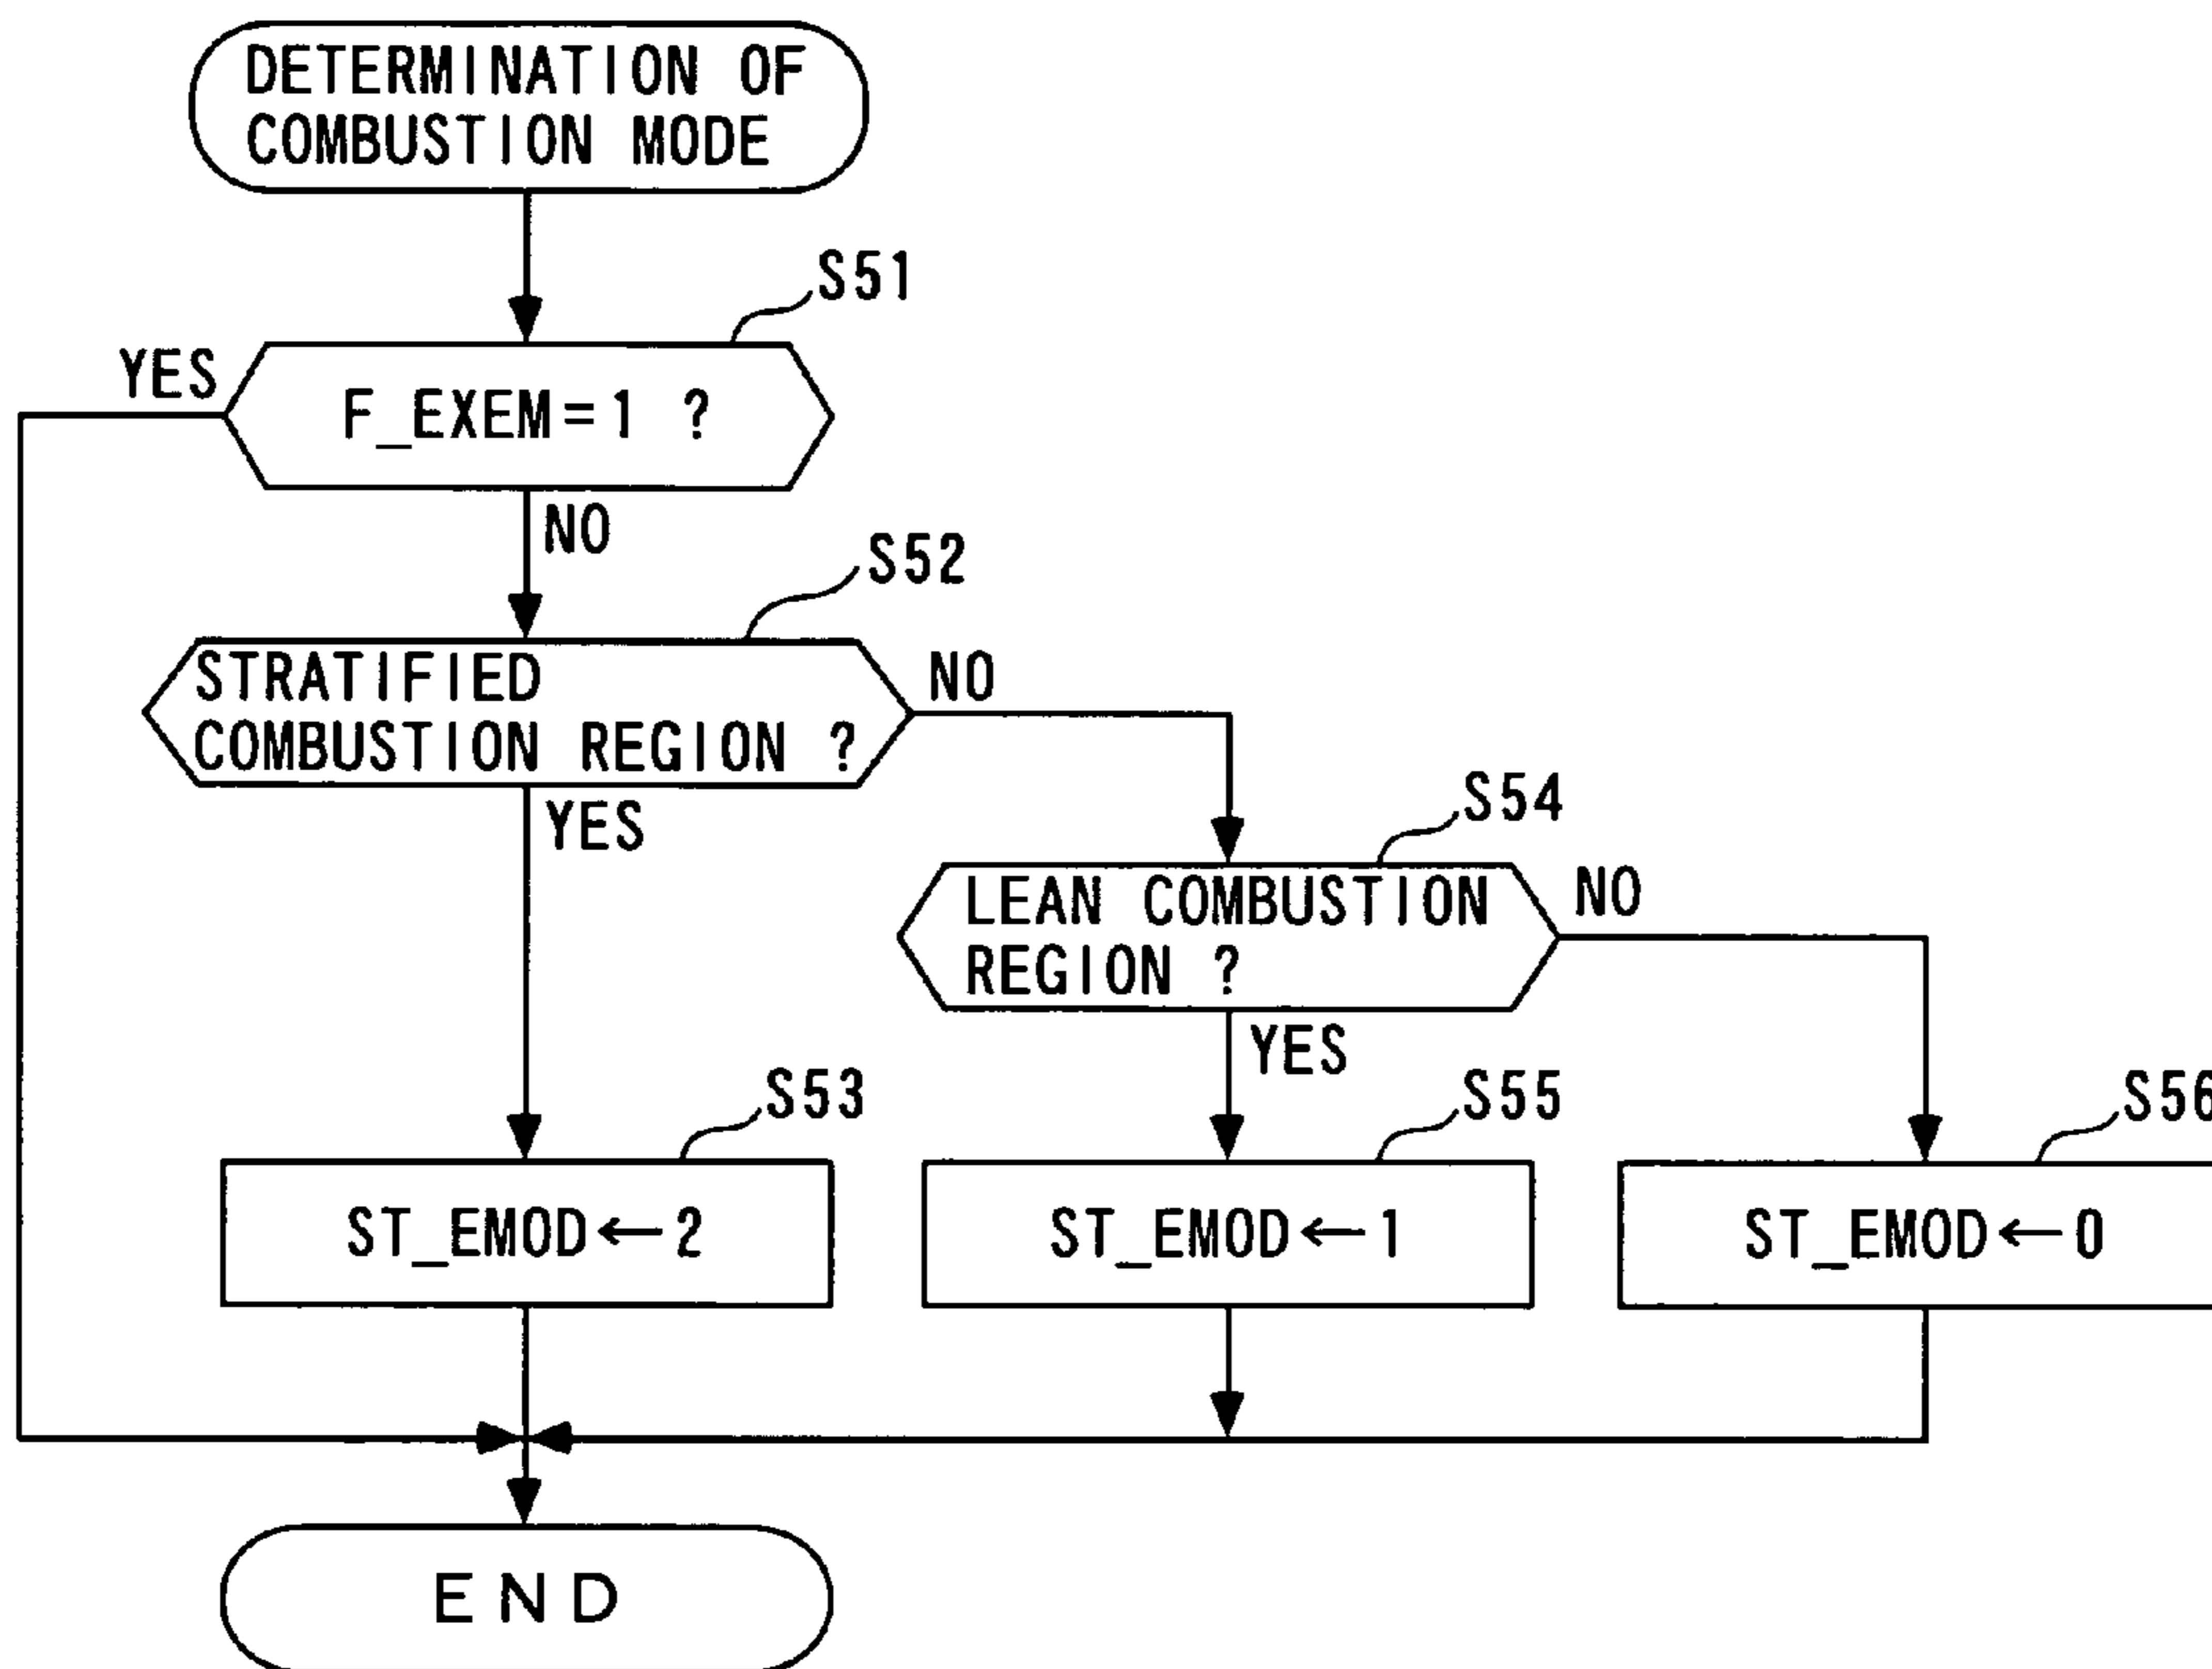 DETERMINATION OF
COMBUSTION MODE
S51
YES
F_EXEM=1 ?
NO
S52
STRATIFIED
COMBUSTION REGION ?
NO
YES
S54
LEAN COMBUSTION
REGION ?
NO
YES
S53
S55
S56
ST_EMOD←2
ST_EMOD←1
ST_EMOD←0
END